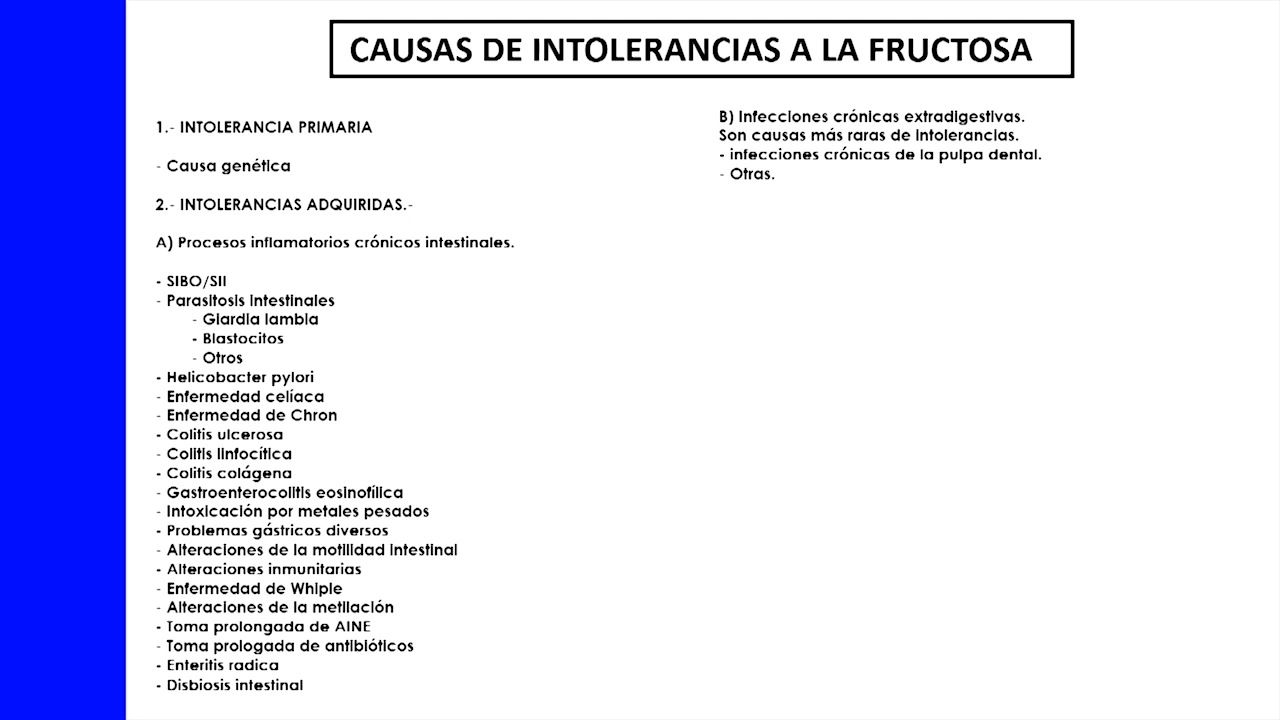 CAUSAS DE INTOLERANCIAS A LA FRUCTOSA
1.- INTOLERANCIA PRIMARIA
- Causa genética
2.- INTOLERANCIAS ADQUIRIDAS.-
A) Procesos inflamatorios crónicos intestinales.
- SIBO/SII
- Parasitosis intestinales
- Giardia lambia
- Blastocitos
- Otros
- Helicobacter pylori
- Enfermedad celíaca
- Enfermedad de Chron
- Colitis ulcerosa
- Colitis linfocítica
- Colitis colágena
- Gastroenterocolitis eosinofílica
- Intoxicación por metales pesados
- Problemas gástricos diversos
- Alteraciones de la motilidad intestinal
- Alteraciones inmunitarias
- Enfermedad de Whiple
- Alteraciones de la metilación
- Toma prolongada de AINE
- Toma prologada de antibióticos
- Enteritis radica
- Disbiosis intestinal
B) Infecciones crónicas extradigestivas.
Son causas más raras de intolerancias.
- infecciones crónicas de la pulpa dental.
- Otras.